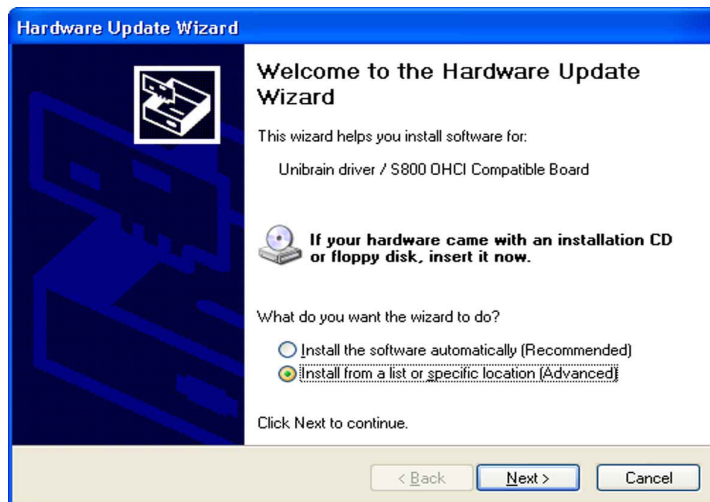 Hardware Update Wizard
Welcome to the Hardware Update
Wizard
This wizard helps you install software for:
Unibrain driver / S800 OHCI Compatible Board
If your hardware came with an installation CD
or floppy disk, insert it now.
What do you want the wizard to do?
Install the software automatically (Recommended)
Install from a list or specific location (Advanced)
Click Next to continue.
< Back
Next >
Cancel